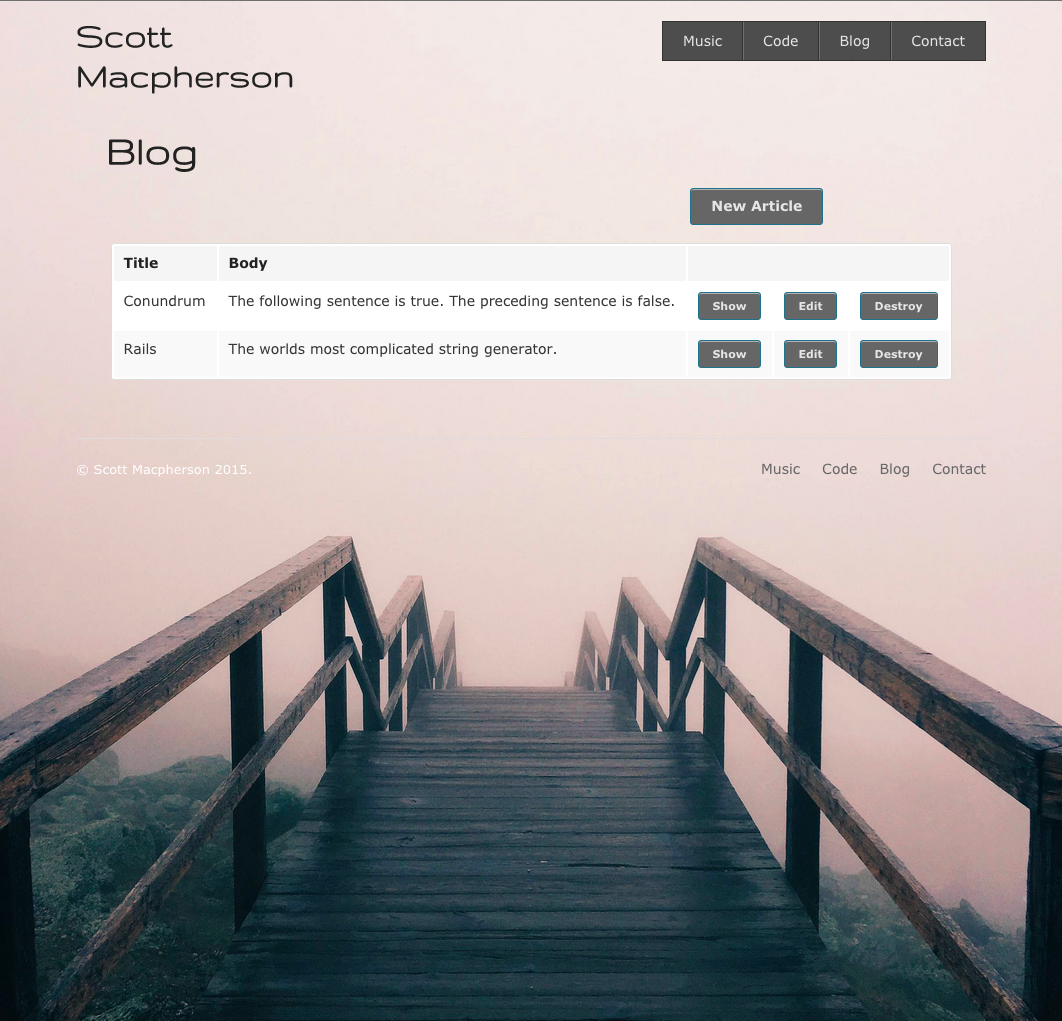 Scott
Macpherson
Music Code Blog Contact
Blog
New Article
Title Body
Conundrum The following sentence is true. The preceding sentence is false. Show Edit Destroy
Rails The worlds most complicated string generator. Show Edit Destroy
© Scott Macpherson 2015.
Music Code Blog Contact